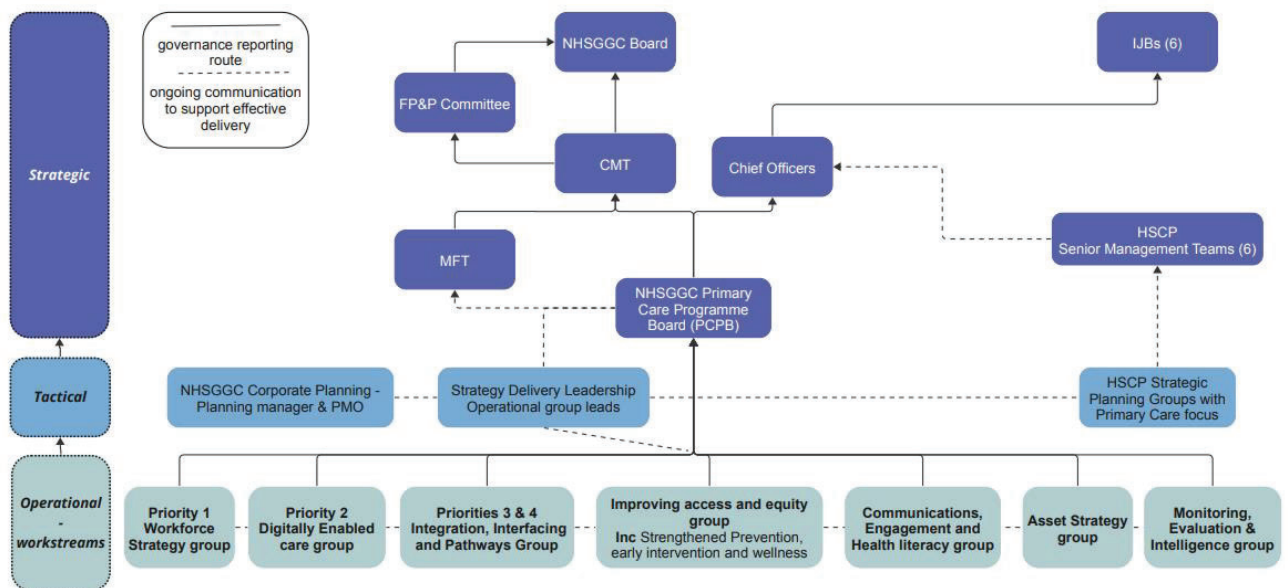 governance reporting
route
ongoing communication
to support effective
delivery
NHSGGC Board
IJBs (6)
FP&P Committee
Strategic
CMT
Chief Officers
MFT
HSCP
Senior Management Teams (6)
NHSGGC Primary
Care Programme
Board (PCPB)
Tactical
NHSGGC Corporate Planning -
Planning manager & PMO
Strategy Delivery Leadership
Operational group leads
HSCP Strategic
Planning Groups with
Primary Care focus
Operational
-
workstreams
Priority 1
Workforce
Strategy group
Priority 2
Digitally Enabled
care group
Priorities 3 & 4
Integration, Interfacing
and Pathways Group
Improving access and equity
group
Inc Strengthened Prevention,
early intervention and wellness
Communications,
Engagement and
Health literacy group
Asset Strategy
group
Monitoring,
Evaluation &
Intelligence group